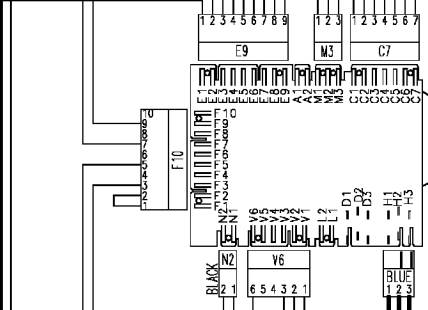 1 2 3 4 5 6 7 8 9
1 2 3
1 2 3 4 5 6 7
E9
M3
C7
E1 E2 E3 E4 E5 E6 E7 E8 E9 A1 A2 M1 M2 M3 C1 C2 C3 C4 C5 C6 C7
10
9
8
7
6
5
4
3
2
1
F10
F10
F9
F8
F7
F6
F5
F4
F3
F2
F1
N2 N1 V6 V5 V4 V3 V2 V1 L2 L1 D1 D2 D3 H1 H2 H3
BLACK
N2
V6
BLUE
2 1
6 5 4 3 2 1
1 2 3